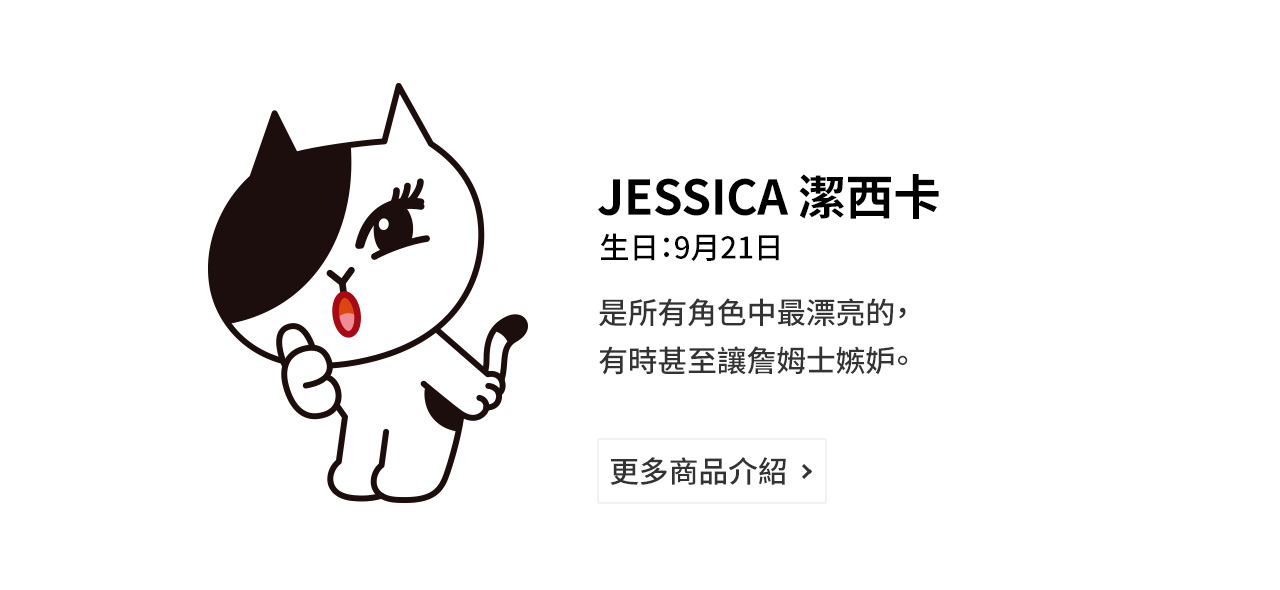 JESSICA 潔西卡
生日:9月21日
是所有角色中最漂亮的，
有時甚至讓詹姆士嫉妒。
更多商品介紹 >